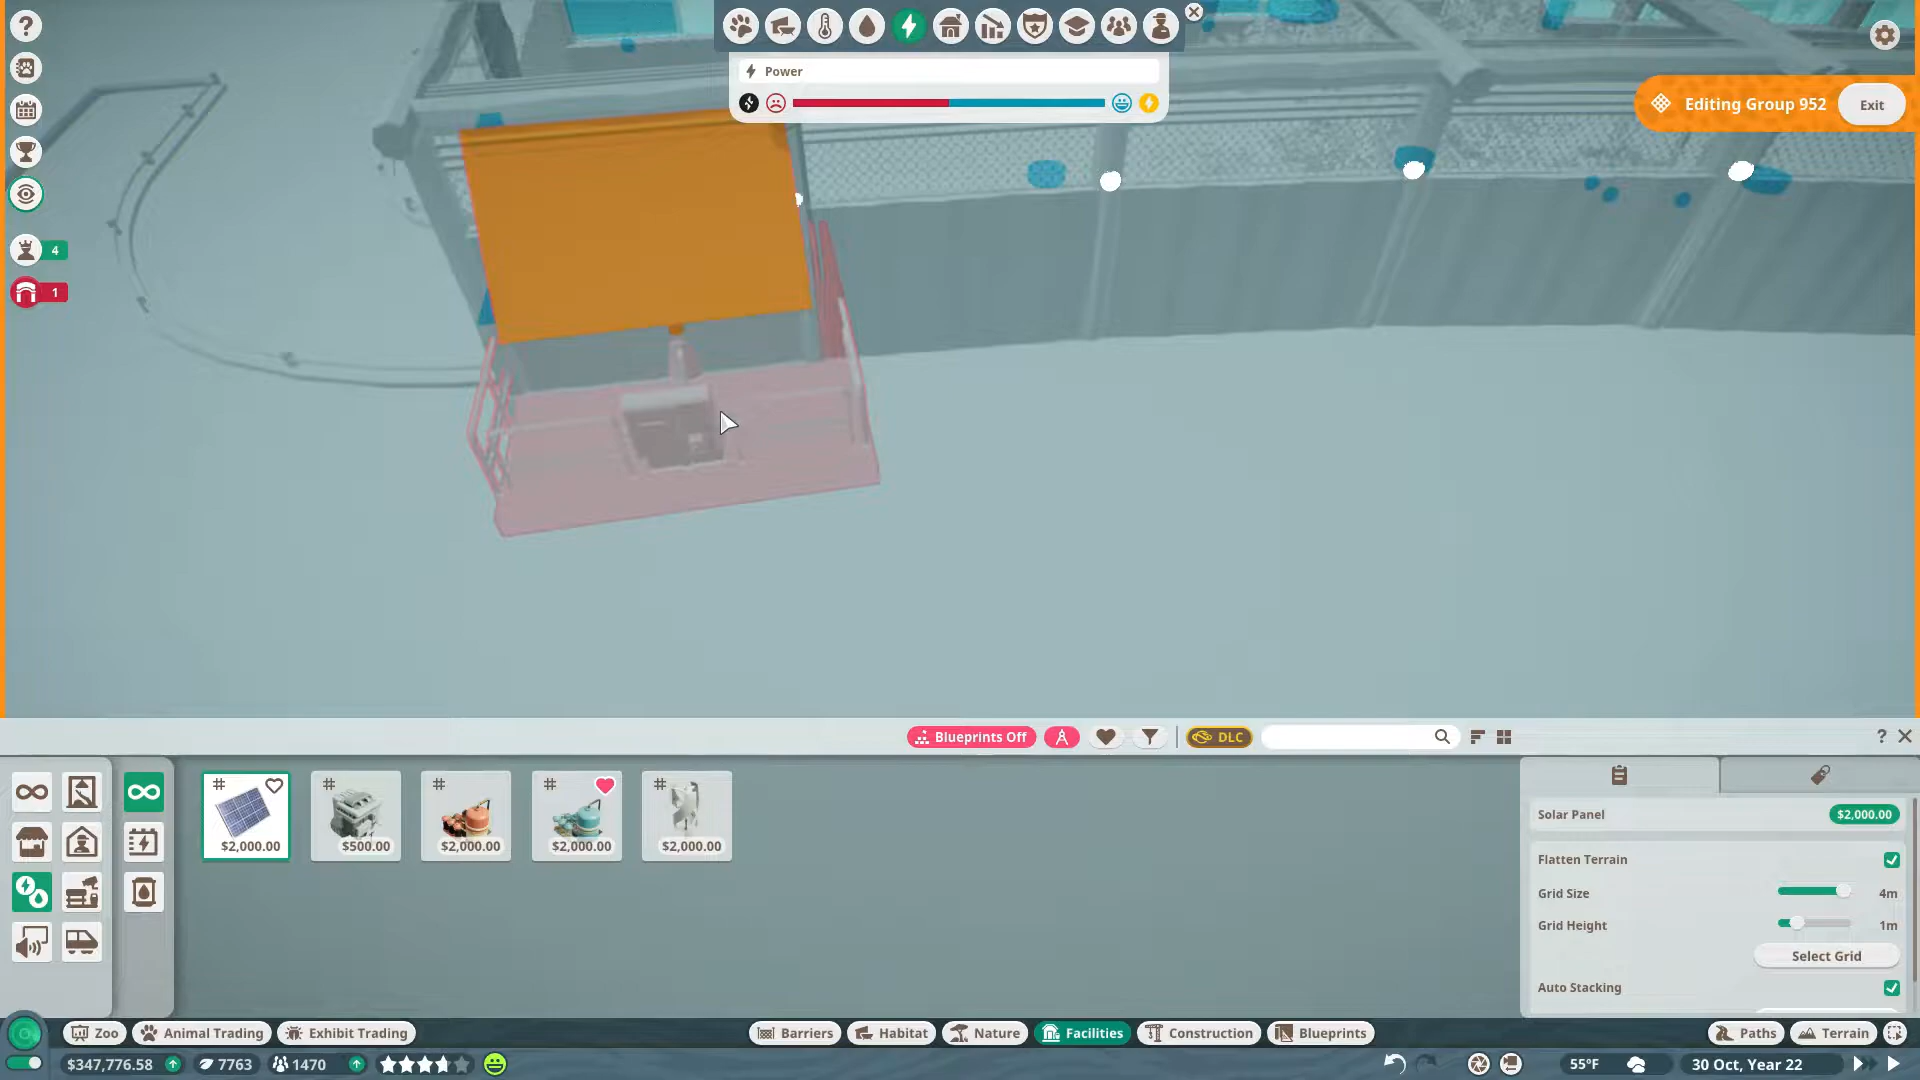 ?
Power
Editing Group 952
Exit
4
1
Blueprints Off
DLC
?
$2,000.00
$500.00
$2,000.00
$2,000.00
$2,000.00
Solar Panel
$2,000.00
Flatten Terrain
Grid Size
4m
Grid Height
1m
Select Grid
Auto Stacking
Zoo
Animal Trading
Exhibit Trading
Barriers
Habitat
Nature
Facilities
Construction
Blueprints
Paths
Terrain
$347,776.58
7763
1470
55°F
30 Oct, Year 22